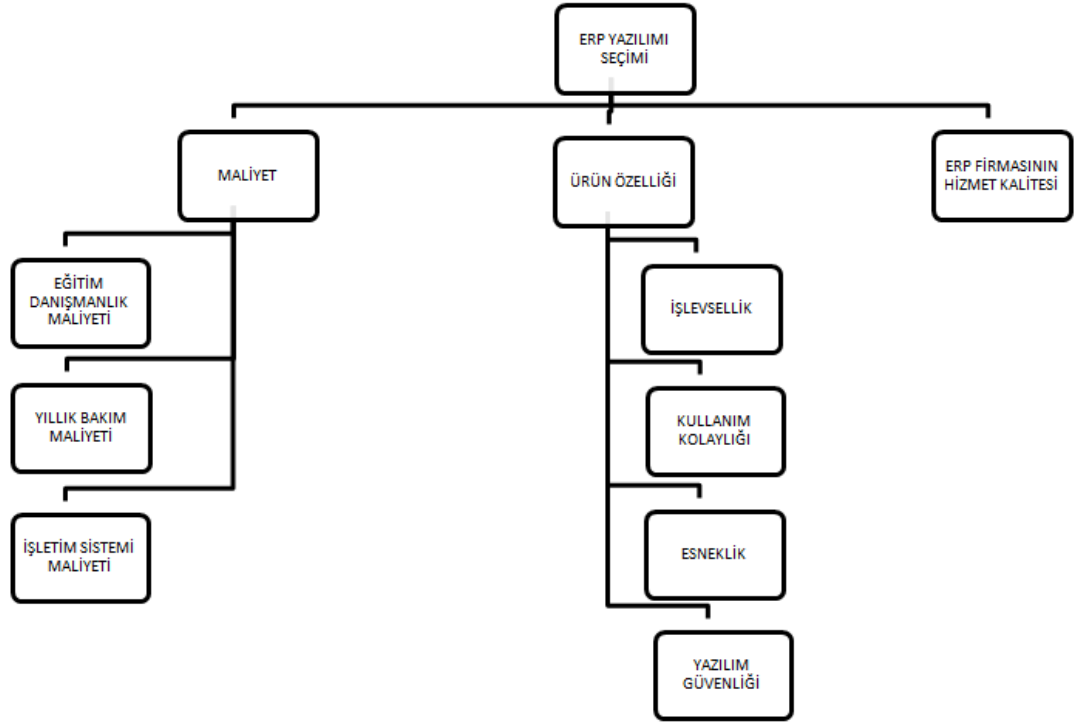 ERP YAZILIMI
SEÇİMİ
MALİYET
ÜRÜN ÖZELLİĞİ
ERP FİRMASININ
HİZMET KALİTESİ
EĞİTİM
DANIŞMANLIK
MALİYETİ
YILLIK BAKIM
MALİYETİ
İŞLETİM SİSTEMİ
MALİYETİ
İŞLEVSELLİK
KULLANIM
KOLAYLIĞI
ESNEKLİK
YAZILIM
GÜVENLİĞİ